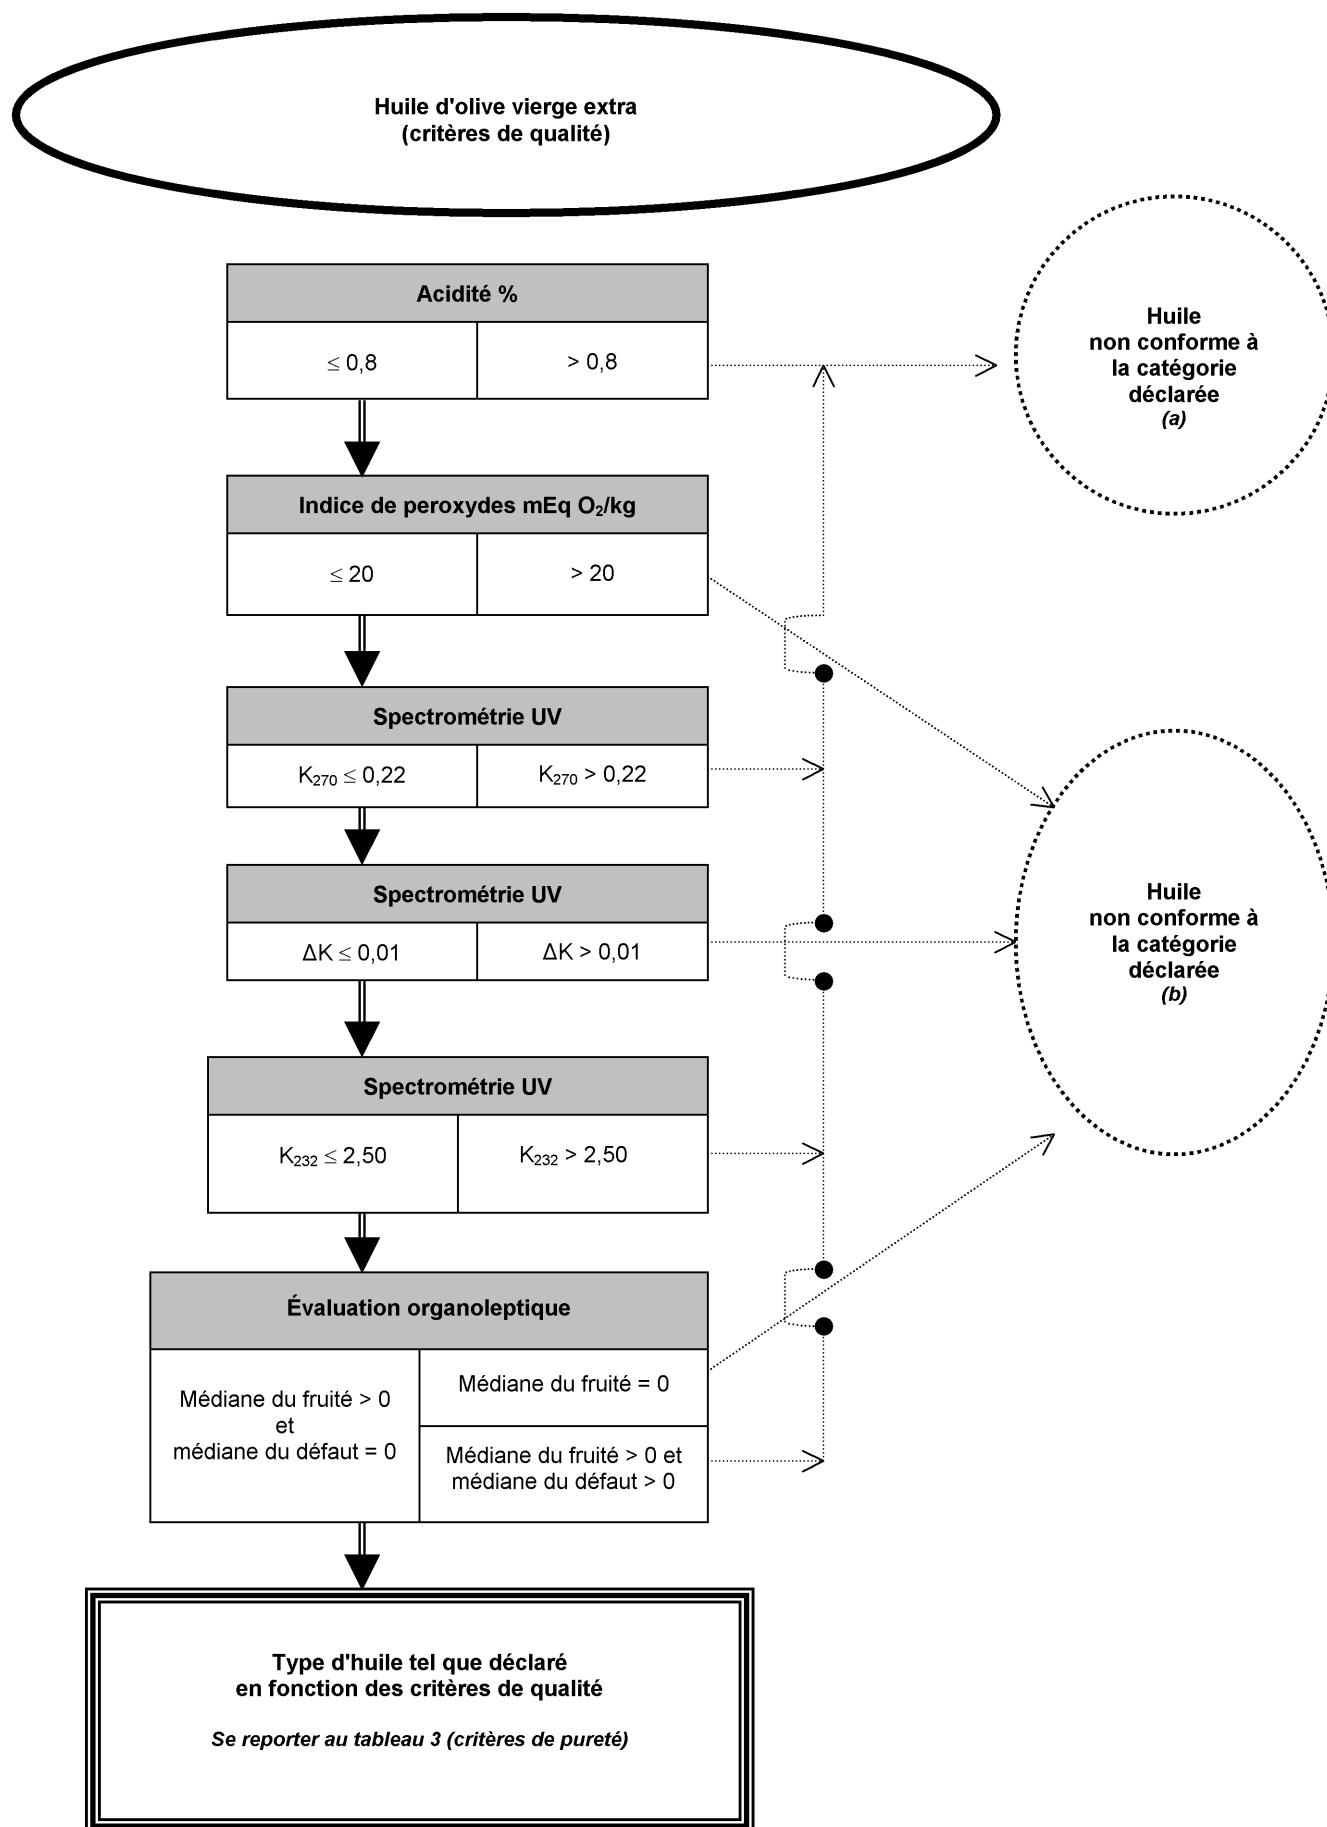 Huile d'olive vierge extra
(critères de qualité)
Acidité %
≤ 0,8
> 0,8
Huile
non conforme à
la catégorie
déclarée
(a)
Indice de peroxydes mEq O₂/kg
≤ 20
> 20
Spectrométrie UV
K₂₇₀ ≤ 0,22
K₂₇₀ > 0,22
Spectrométrie UV
ΔK ≤ 0,01
ΔK > 0,01
Huile
non conforme à
la catégorie
déclarée
(b)
Spectrométrie UV
K₂₃₂ ≤ 2,50
K₂₃₂ > 2,50
Évaluation organoleptique
Médiane du fruité > 0
et
médiane du défaut = 0
Médiane du fruité = 0
Médiane du fruité > 0 et
médiane du défaut > 0
Type d'huile tel que déclaré
en fonction des critères de qualité
Se reporter au tableau 3 (critères de pureté)